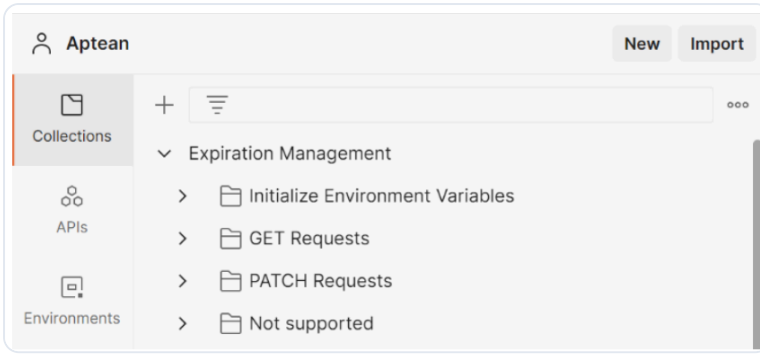 Aptean
New
Import
Collections
Expiration Management
Initialize Environment Variables
APIs
GET Requests
PATCH Requests
Environments
Not supported